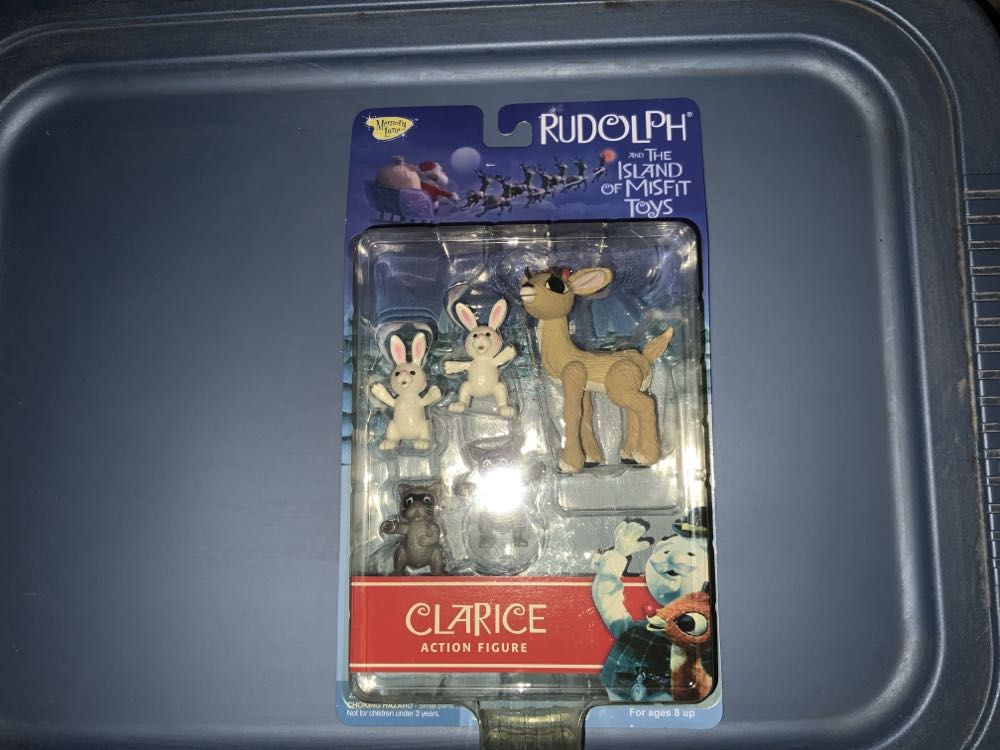 Memory
Lane
RUDOLPH®
AND THE
ISLAND
OF MISFIT
TOYS
CLARICE
ACTION FIGURE
CHOKING HAZARD - Small parts
Not for children under 3 years.
For ages 8 up